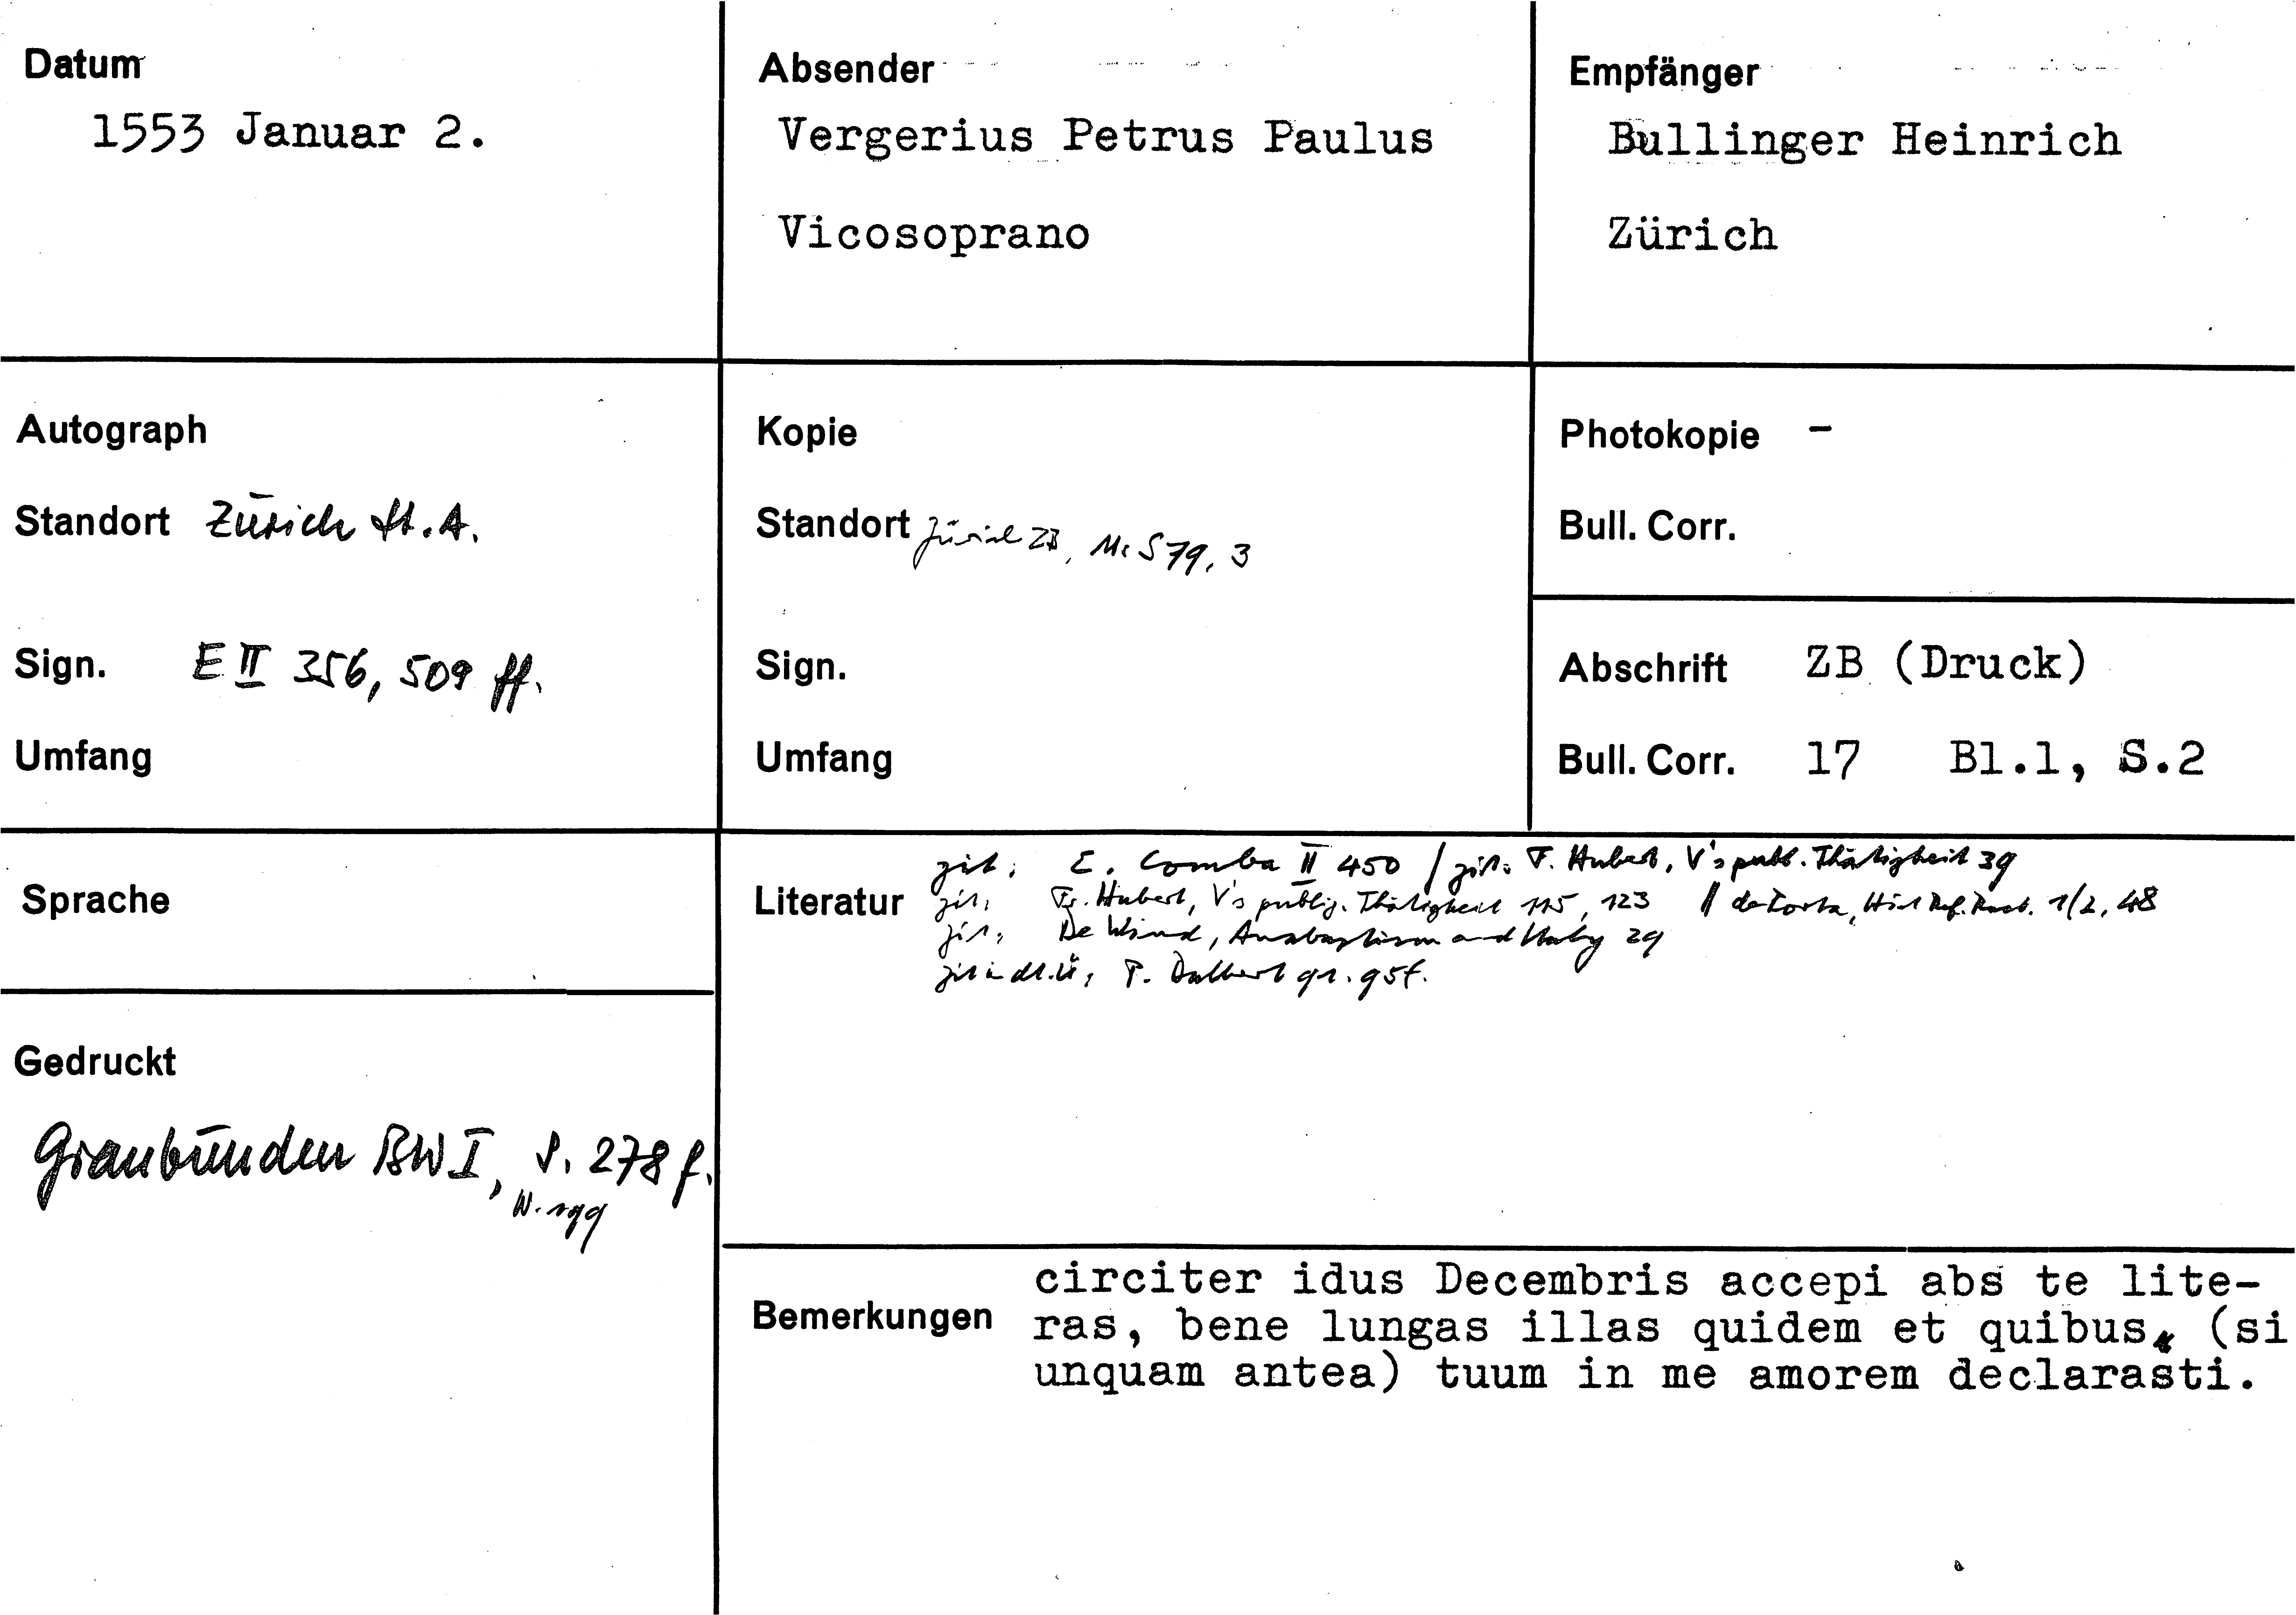 Datum
1553 Januar 2.
Absender
Vergerius Petrus Paulus
Vicosoprano
Empfänger
Bullinger Heinrich
Zürich
Autograph
Standort Zürich St.A.
Sign. E II 356, 509 ff.
Umfang
Kopie
Standort Zürich ZB, Ms S 79, 3
Sign.
Umfang
Photokopie -
Bull. Corr.
Abschrift ZB (Druck)
Bull. Corr. 17 Bl.1, S.2
Sprache
Gedruckt
Graubünden BW I, S. 278 f.
N. 199
Literatur
zit. E. Comba II 450 / zit. F. Hubert, V's publ. Thätigkeit 39
zit. Fr. Hubert, V's publiz. Thätigkeit 115, 123 // de Porta, Hist Ref. 1/2, 48
zit. De Wind, Anabaptism and Italy 29
zit in dt. Ü, P. Dalbert 95f.
Bemerkungen
circiter idus Decembris accepi abs te lite-
ras, bene lungas illas quidem et quibus (si
unquam antea) tuum in me amorem declarasti.